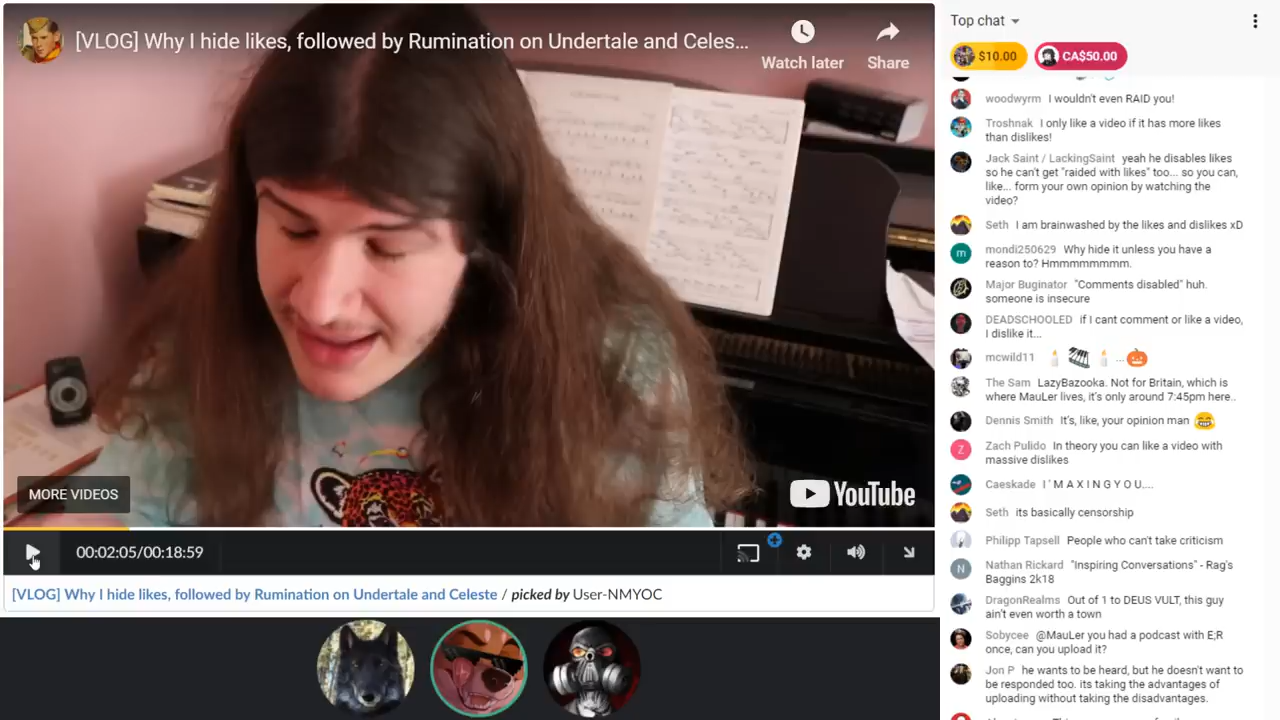 [VLOG] Why I hide likes, followed by Rumination on Undertale and Celes...
Watch later
Share
MORE VIDEOS
YouTube
00:02:05/00:18:59
[VLOG] Why I hide likes, followed by Rumination on Undertale and Celeste / picked by User-NMYOC
Top chat
$10.00
CA$50.00
woodwyrm I wouldn't even RAID you!
Troshnak I only like a video if it has more likes
than dislikes!
Jack Saint / LackingSaint yeah he disables likes
so he can't get "raided with likes" too... so you can,
like... form your own opinion by watching the
video?
Seth I am brainwashed by the likes and dislikes xD
m
mondi250629 Why hide it unless you have a
reason to? Hmmmmmmmm.
Major Buginator "Comments disabled" huh.
someone is insecure
DEADSCHOOLED if I cant comment or like a video,
I dislike it...
mcwild11 🕯️ 🎹 🕯️ ...🎃
The Sam LazyBazooka. Not for Britain, which is
where MauLer lives, it's only around 7:45pm here..
Dennis Smith It's, like, your opinion man 😂
Z
Zach Pulido In theory you can like a video with
massive dislikes
Caeskade I ' M A X I N G Y O U....
Seth its basically censorship
Philipp Tapsell People who can't take criticism
N
Nathan Rickard "Inspiring Conversations" - Rag's
Baggins 2k18
DragonRealms Out of 1 to DEUS VULT, this guy
ain't even worth a town
Sobycee @MauLer you had a podcast with E;R
once, can you upload it?
Jon P he wants to be heard, but he doesn't want to
be responded too. its taking the advantages of
uploading without taking the disadvantages.